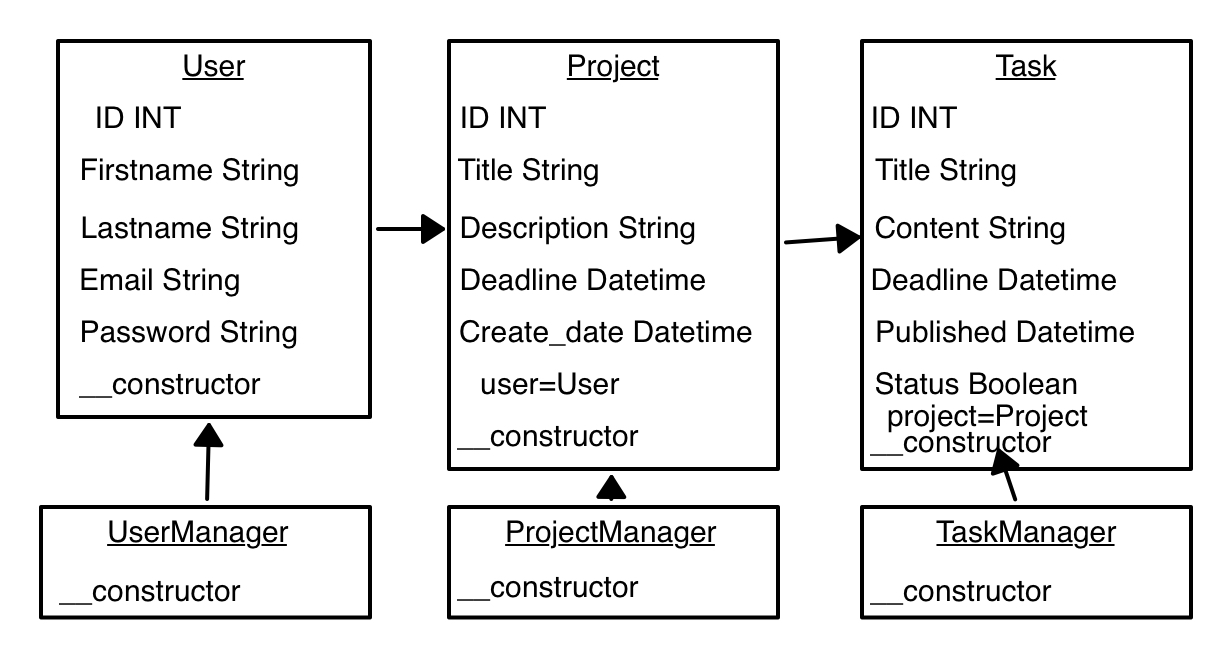 User
ID INT
Firstname String
Lastname String
Email String
Password String
__constructor
Project
ID INT
Title String
Description String
Deadline Datetime
Create_date Datetime
user=User
__constructor
Task
ID INT
Title String
Content String
Deadline Datetime
Published Datetime
Status Boolean
project=Project
__constructor
UserManager
__constructor
ProjectManager
__constructor
TaskManager
__constructor